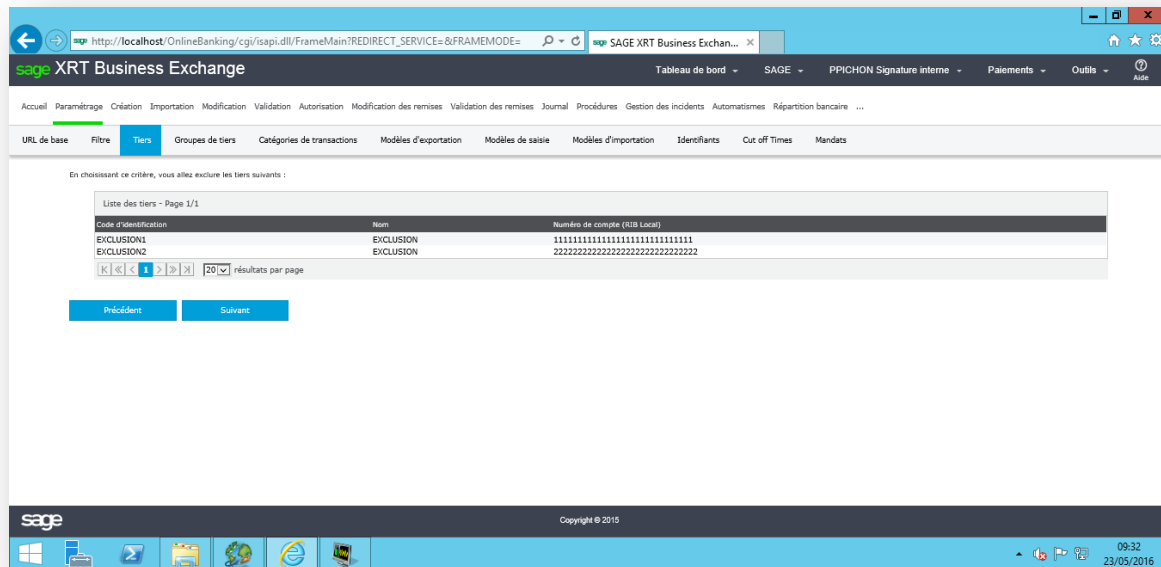 http://localhost/OnlineBanking/cgi/isapi.dll/FrameMain?REDIRECT_SERVICE=&FRAMEMODE=
sage SAGE XRT Business Exchan...
sage XRT Business Exchange
Tableau de bord SAGE PPICHON Signature interne Paiements Outils Aide
Accueil Paramétrage Création Importation Modification Validation Autorisation Modification des remises Validation des remises Journal Procédures Gestion des incidents Automatismes Répartition bancaire ...
URL de base Filtre Tiers Groupes de tiers Catégories de transactions Modèles d'exportation Modèles de saisie Modèles d'importation Identifiants Cut off Times Mandats
En choisissant ce critère, vous allez exclure les tiers suivants :
Liste des tiers - Page 1/1
Code d'identification Nom Numéro de compte (RIB Local)
EXCLUSION1 EXCLUSION 11111111111111111111111111111
EXCLUSION2 EXCLUSION 222222222222222222222222222222
1 20 résultats par page
Précédent Suivant
sage Copyright © 2015
09:32
23/05/2016